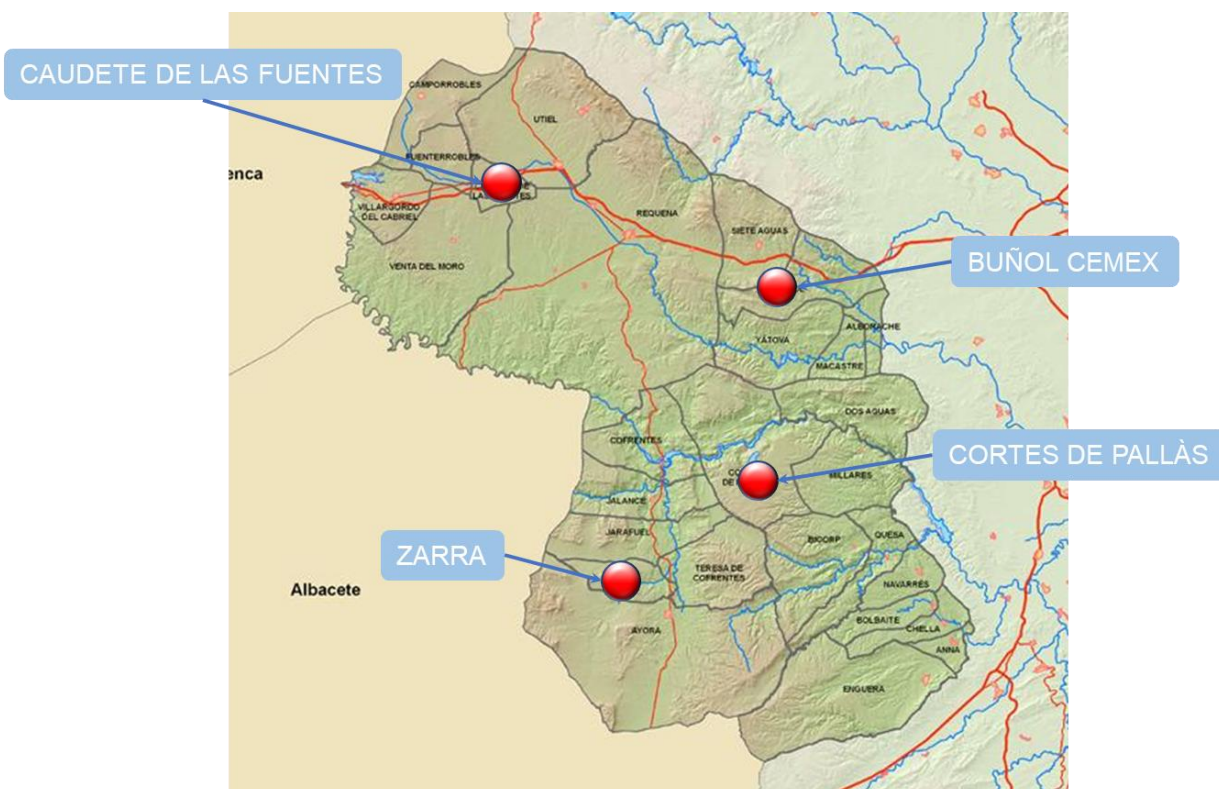 CAUDETE DE LAS FUENTES
CAMPORROBLES
UTIEL
FUENTERROBLES
enca
VILLARGORDO
DEL CABRIEL
REQUENA
SIETE AGUAS
VENTA DEL MORO
BUÑOL CEMEX
YÁTOVA
ALBORACHE
MACASTRE
DOS AGUAS
COFRENTES
CORTES DE PALLÀS
MILLARES
JALANCE
JARAFUEL
BICORP
QUESA
ZARRA
TERESA DE
COFRENTES
NAVARRÉS
Albacete
BOLBAITE
CHELLA
AYORA
ANNA
ENGUERA